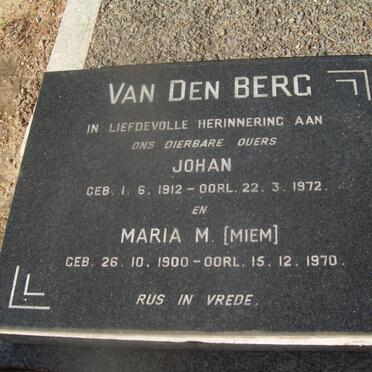 VAN DEN BERG
IN LIEFDEVOLLE HERINNERING AAN
ONS DIERBARE OUERS
JOHAN
GEB. 1. 6. 1912 - OORL. 22. 3. 1972.
EN
MARIA M. [MIEM]
GEB. 26. 10. 1900 - OORL. 15. 12. 1970.
RUS IN VREDE.